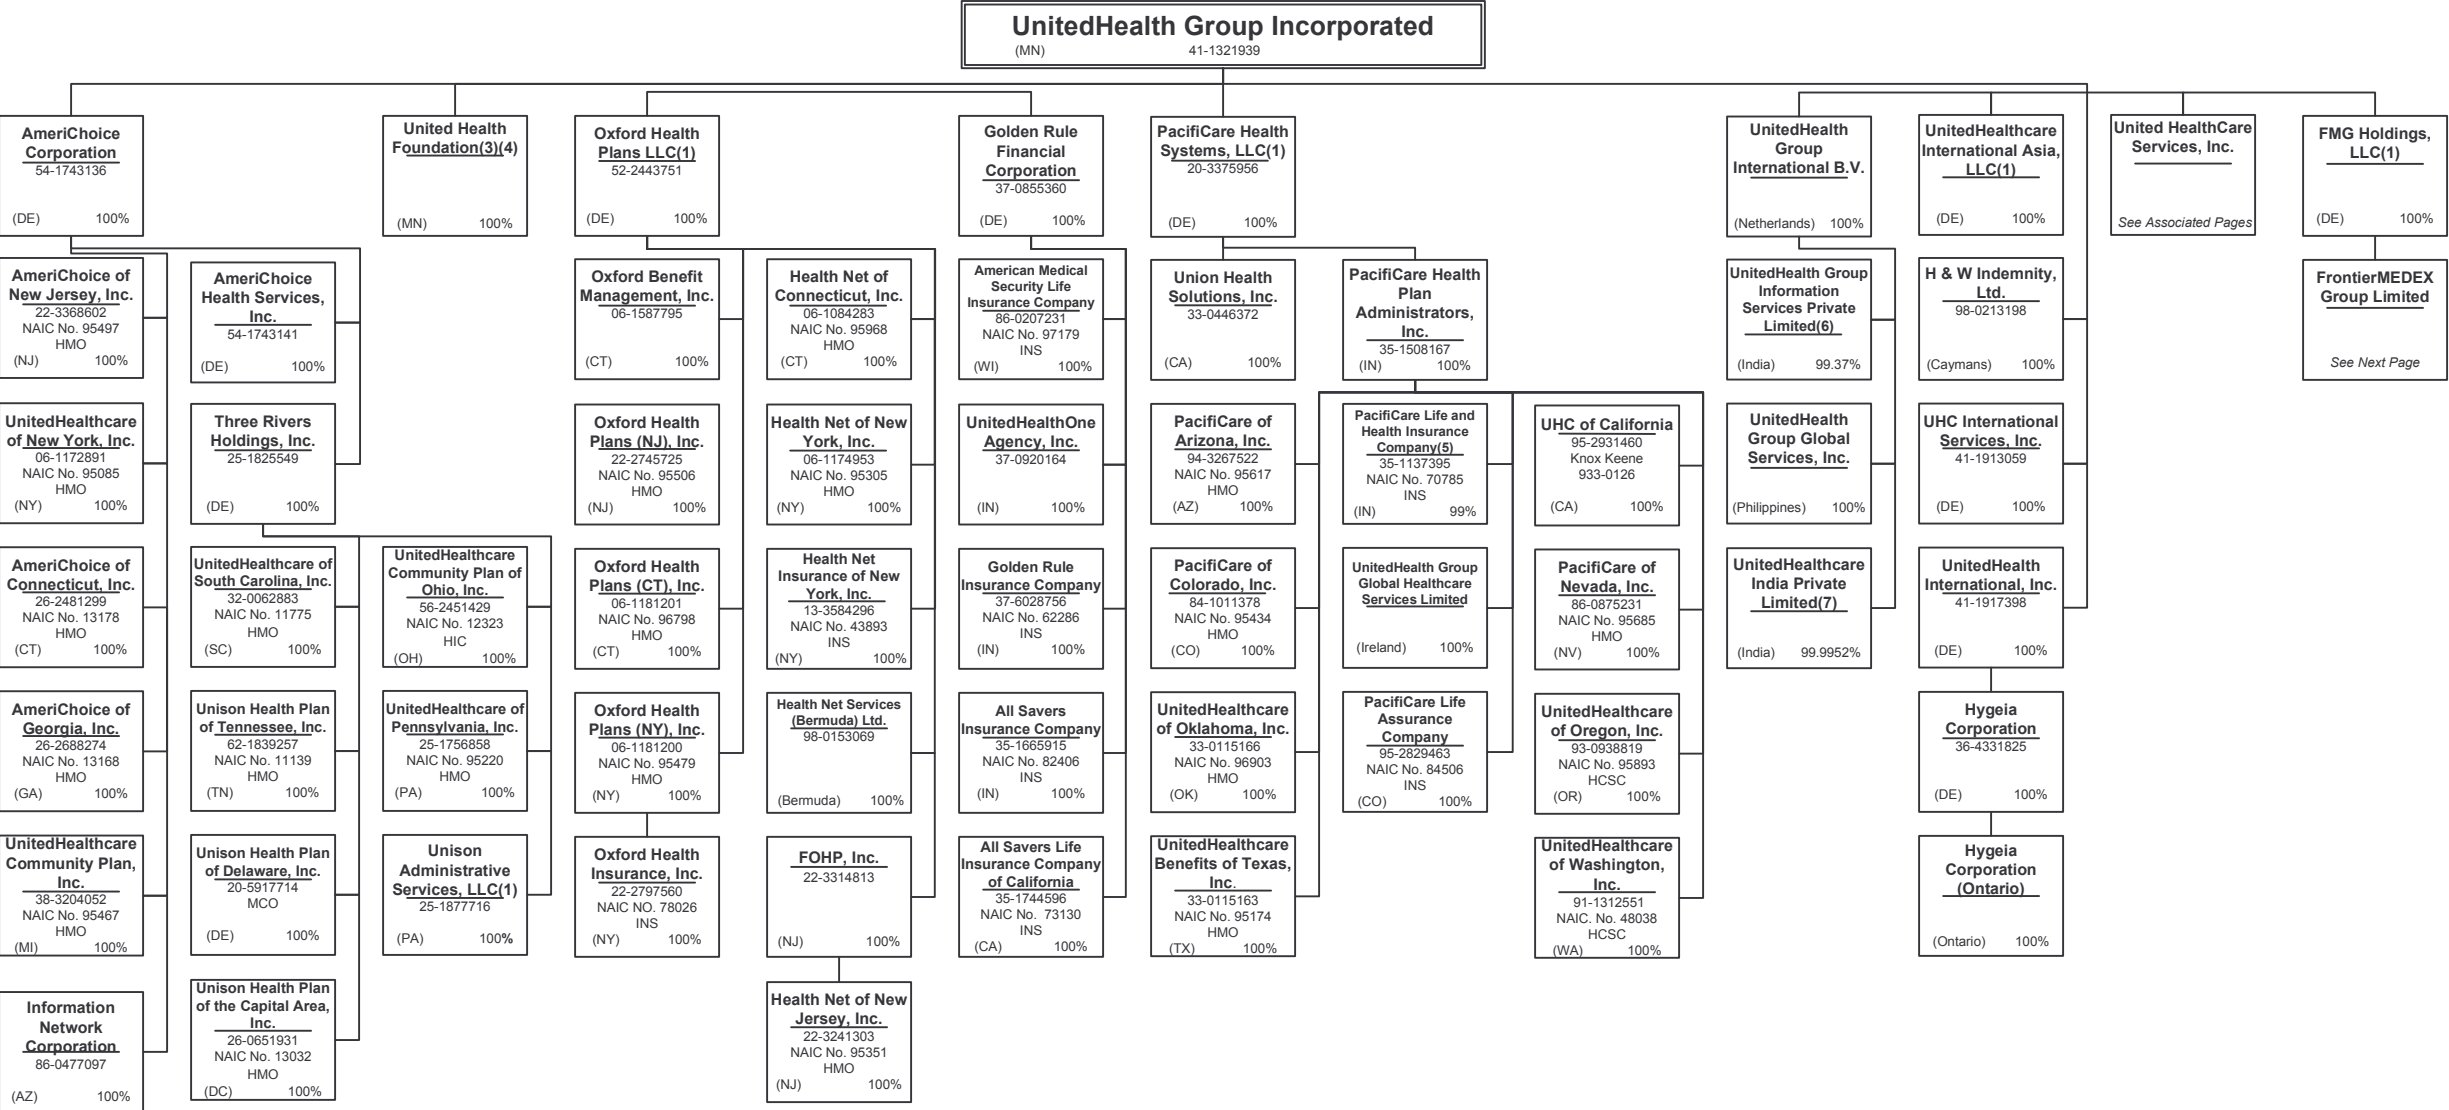 UnitedHealth Group Incorporated
(MN) 41-1321939
AmeriChoice
Corporation
54-1743136
(DE) 100%
United Health
Foundation(3)(4)
(MN) 100%
Oxford Health
Plans LLC(1)
52-2443751
(DE) 100%
Golden Rule
Financial
Corporation
37-0855360
(DE) 100%
PacifiCare Health
Systems, LLC(1)
20-3375956
(DE) 100%
UnitedHealth
Group
International B.V.
(Netherlands) 100%
UnitedHealthcare
International Asia,
LLC(1)
(DE) 100%
United HealthCare
Services, Inc.
See Associated Pages
FMG Holdings,
LLC(1)
(DE) 100%
AmeriChoice of
New Jersey, Inc.
22-3368602
NAIC No. 95497
HMO
(NJ) 100%
AmeriChoice
Health Services,
Inc.
54-1743141
(DE) 100%
Oxford Benefit
Management, Inc.
06-1587795
(CT) 100%
Health Net of
Connecticut, Inc.
06-1084283
NAIC No. 95968
HMO
(CT) 100%
American Medical
Security Life
Insurance Company
86-0207231
NAIC No. 97179
INS
(WI) 100%
Union Health
Solutions, Inc.
33-0446372
(CA) 100%
PacifiCare Health
Plan
Administrators,
Inc.
35-1508167
(IN) 100%
UnitedHealth Group
Information
Services Private
Limited(6)
(India) 99.37%
H & W Indemnity,
Ltd.
98-0213198
(Caymans) 100%
FrontierMEDEX
Group Limited
See Next Page
UnitedHealthcare
of New York, Inc.
06-1172891
NAIC No. 95085
HMO
(NY) 100%
Three Rivers
Holdings, Inc.
25-1825549
(DE) 100%
Oxford Health
Plans (NJ), Inc.
22-2745725
NAIC No. 95506
HMO
(NJ) 100%
Health Net of New
York, Inc.
06-1174953
NAIC No. 95305
HMO
(NY) 100%
UnitedHealthOne
Agency, Inc.
37-0920164
(IN) 100%
PacifiCare of
Arizona, Inc.
94-3267522
NAIC No. 95617
HMO
(AZ) 100%
PacifiCare Life and
Health Insurance
Company(5)
35-1137395
NAIC No. 70785
INS
(IN) 99%
UHC of California
95-2931460
Knox Keene
933-0126
(CA) 100%
UnitedHealth
Group Global
Services, Inc.
(Philippines) 100%
UHC International
Services, Inc.
41-1913059
(DE) 100%
AmeriChoice of
Connecticut, Inc.
26-2481299
NAIC No. 13178
HMO
(CT) 100%
UnitedHealthcare of
South Carolina, Inc.
32-0062883
NAIC No. 11775
HMO
(SC) 100%
UnitedHealthcare
Community Plan of
Ohio, Inc.
56-2451429
NAIC No. 12323
HIC
(OH) 100%
Oxford Health
Plans (CT), Inc.
06-1181201
NAIC No. 96798
HMO
(CT) 100%
Health Net
Insurance of New
York, Inc.
13-3584296
NAIC No. 43893
INS
(NY) 100%
Golden Rule
Insurance Company
37-6028756
NAIC No. 62286
INS
(IN) 100%
PacifiCare of
Colorado, Inc.
84-1011378
NAIC No. 95434
HMO
(CO) 100%
UnitedHealth Group
Global Healthcare
Services Limited
(Ireland) 100%
PacifiCare of
Nevada, Inc.
86-0875231
NAIC No. 95685
HMO
(NV) 100%
UnitedHealthcare
India Private
Limited(7)
(India) 99.9952%
UnitedHealth
International, Inc.
41-1917398
(DE) 100%
AmeriChoice of
Georgia, Inc.
26-2688274
NAIC No. 13168
HMO
(GA) 100%
Unison Health Plan
of Tennessee, Inc.
62-1839257
NAIC No. 11139
HMO
(TN) 100%
UnitedHealthcare of
Pennsylvania, Inc.
25-1756858
NAIC No. 95220
HMO
(PA) 100%
Oxford Health
Plans (NY), Inc.
06-1181200
NAIC No. 95479
HMO
(NY) 100%
Health Net Services
(Bermuda) Ltd.
98-0153069
(Bermuda) 100%
All Savers
Insurance Company
35-1665915
NAIC No. 82406
INS
(IN) 100%
UnitedHealthcare
of Oklahoma, Inc.
33-0115166
NAIC No. 96903
HMO
(OK) 100%
PacifiCare Life
Assurance
Company
95-2829463
NAIC No. 84506
INS
(CO) 100%
UnitedHealthcare
of Oregon, Inc.
93-0938819
NAIC No. 95893
HCSC
(OR) 100%
Hygeia
Corporation
36-4331825
(DE) 100%
UnitedHealthcare
Community Plan,
Inc.
38-3204052
NAIC No. 95467
HMO
(MI) 100%
Unison Health Plan
of Delaware, Inc.
20-5917714
MCO
(DE) 100%
Unison
Administrative
Services, LLC(1)
25-1877716
(PA) 100%
Oxford Health
Insurance, Inc.
22-2797560
NAIC NO. 78026
INS
(NY) 100%
FOHP, Inc.
22-3314813
(NJ) 100%
All Savers Life
Insurance Company
of California
35-1744596
NAIC No. 73130
INS
(CA) 100%
UnitedHealthcare
Benefits of Texas,
Inc.
33-0115163
NAIC No. 95174
HMO
(TX) 100%
UnitedHealthcare
of Washington,
Inc.
91-1312551
NAIC. No. 48038
HCSC
(WA) 100%
Hygeia
Corporation
(Ontario)
(Ontario) 100%
Information
Network
Corporation
86-0477097
(AZ) 100%
Unison Health Plan
of the Capital Area,
Inc.
26-0651931
NAIC No. 13032
HMO
(DC) 100%
Health Net of New
Jersey, Inc.
22-3241303
NAIC No. 95351
HMO
(NJ) 100%